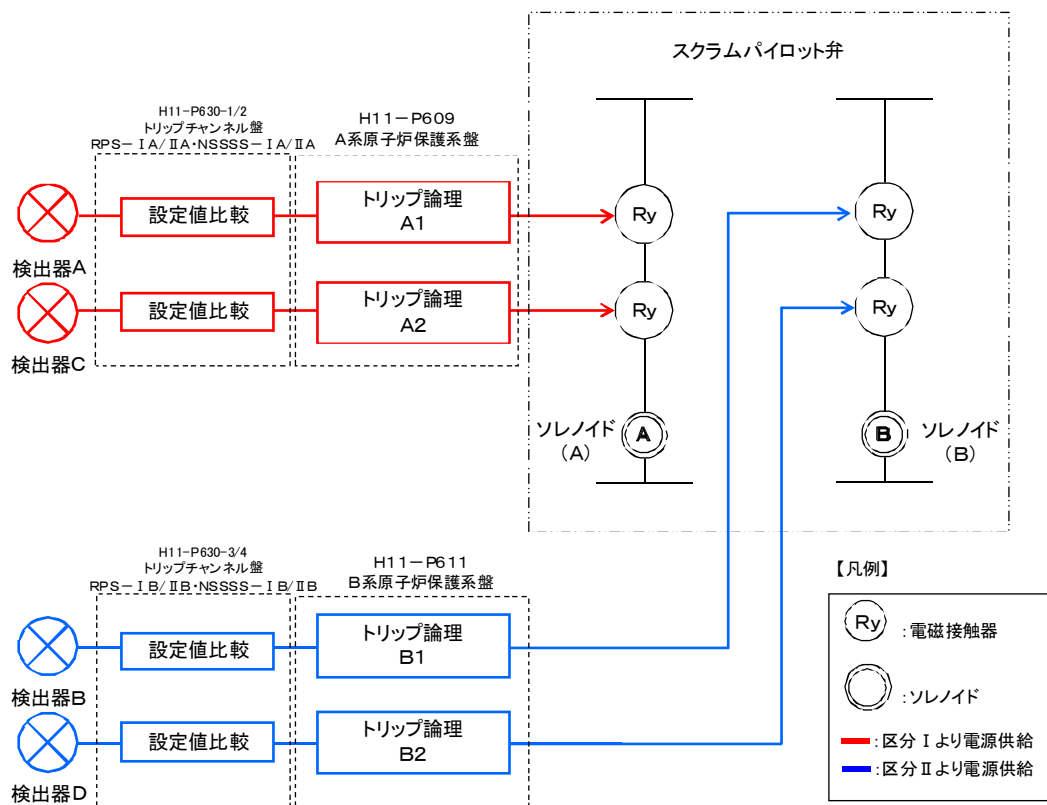 スクラムパイロット弁
H11-P630-1/2
トリップチャンネル盤
RPS-ⅠA/ⅡA・NSSSS-ⅠA/ⅡA
H11-P609
A系原子炉保護系盤
検出器A
設定値比較
トリップ論理
A1
Ry
Ry
検出器C
設定値比較
トリップ論理
A2
Ry
Ry
ソレノイド
(A)
A
B
ソレノイド
(B)
H11-P630-3/4
トリップチャンネル盤
RPS-ⅠB/ⅡB・NSSSS-ⅠB/ⅡB
H11-P611
B系原子炉保護系盤
検出器B
設定値比較
トリップ論理
B1
検出器D
設定値比較
トリップ論理
B2
【凡例】
Ry :電磁接触器
:ソレノイド
:区分Ⅰより電源供給
:区分Ⅱより電源供給